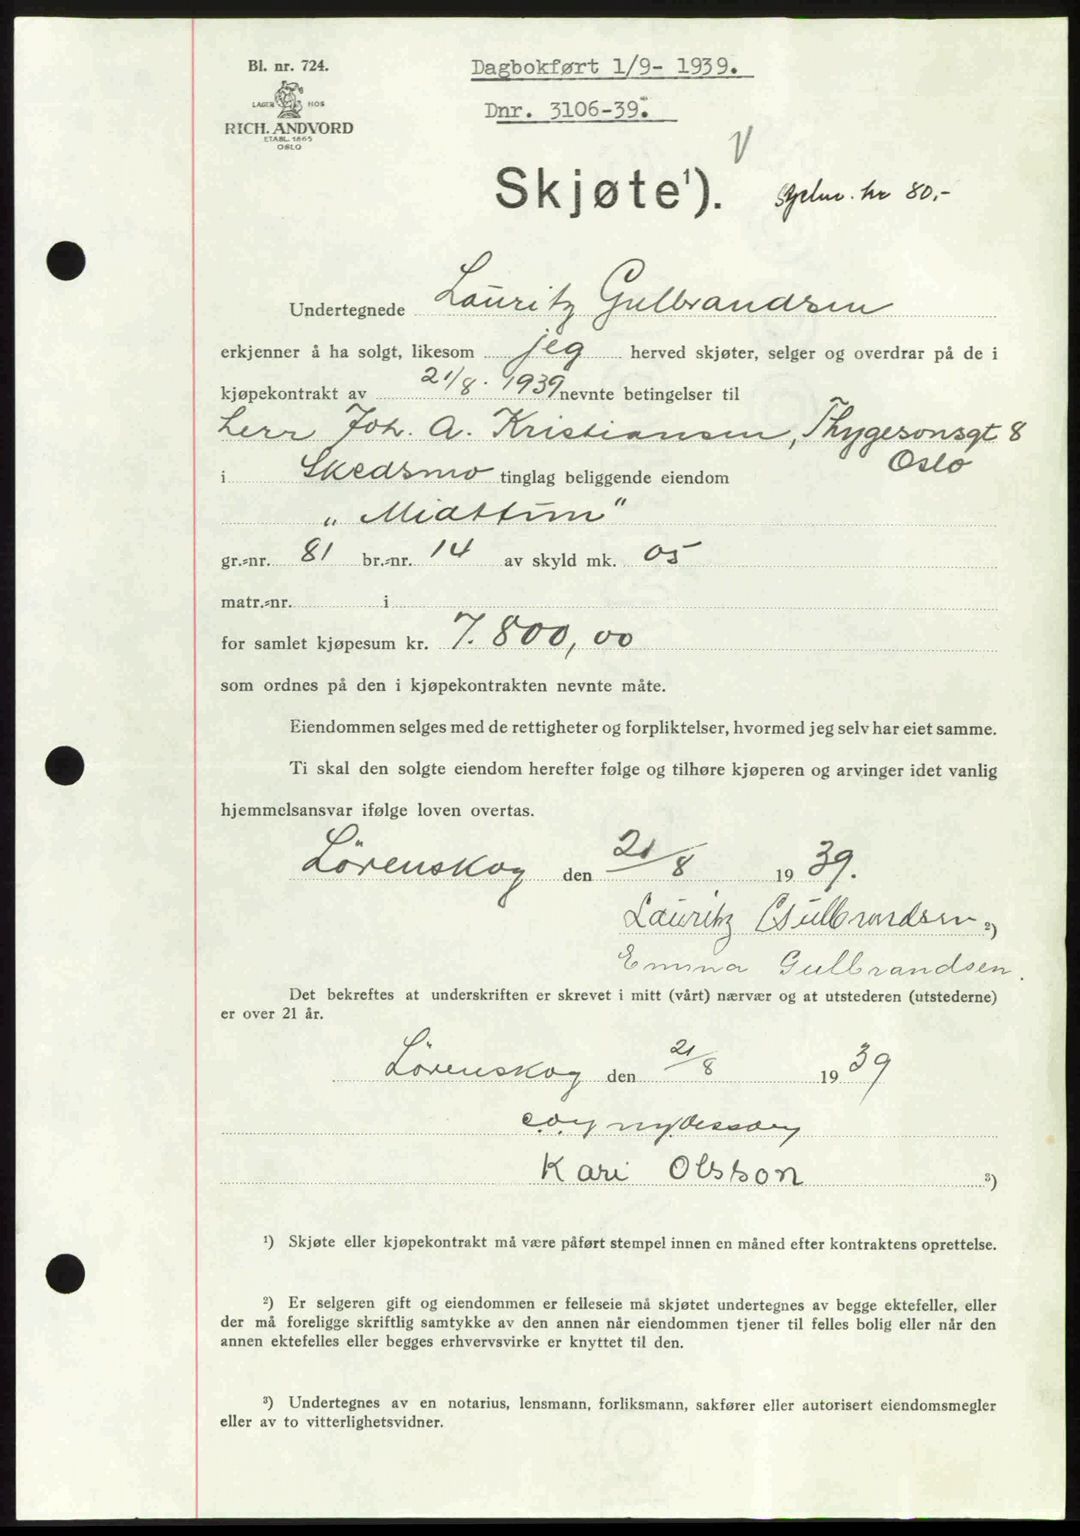 Bl. nr. 724.
LAGER HOS
RICH. ANDVORD
ETABL. 1865
OSLO
Dagbokført 1/9- 1939.
Dnr. 3106-39.
Skjøte¹).
kr 80,-
Undertegnede Lauritz Gulbrandsen
erkjenner å ha solgt, likesom jeg herved skjøter, selger og overdrar på de i
kjøpekontrakt av 21/8. 1939 nevnte betingelser til
herr Joh. A. Kristiansen, Thygesonsgt 8
Oslo
i Skedsmo tinglag beliggende eiendom
"Midttun"
gr.-nr. 81 br.-nr. 14 av skyld mk. 05
matr.-nr. i
for samlet kjøpesum kr. 7.800,00
som ordnes på den i kjøpekontrakten nevnte måte.
Eiendommen selges med de rettigheter og forpliktelser, hvormed jeg selv har eiet samme.
Ti skal den solgte eiendom herefter følge og tilhøre kjøperen og arvinger idet vanlig
hjemmelsansvar ifølge loven overtas.
Lörenskog den 21/8 1939.
Lauritz Gulbrandsen ²)
Emma Gulbrandsen.
Det bekreftes at underskriften er skrevet i mitt (vårt) nærvær og at utstederen (utstederne)
er over 21 år.
Lörenskog den 21/8 1939
Kari Olsson ³)
¹) Skjøte eller kjøpekontrakt må være påført stempel innen en måned efter kontraktens oprettelse.
²) Er selgeren gift og eiendommen er felleseie må skjøtet undertegnes av begge ektefeller, eller
der må foreligge skriftlig samtykke av den annen når eiendommen tjener til felles bolig eller når den
annen ektefelles eller begges erhvervsvirke er knyttet til den.
³) Undertegnes av en notarius, lensmann, forliksmann, sakfører eller autorisert eiendomsmegler
eller av to vitterlighetsvidner.